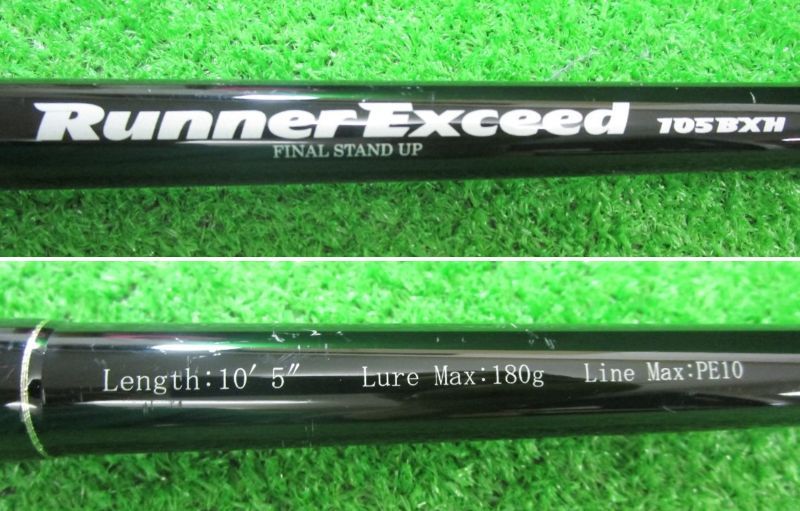 RunnerExceed 105BXH
FINAL STAND UP
Length:10′5″ Lure Max:180g Line Max:PE10